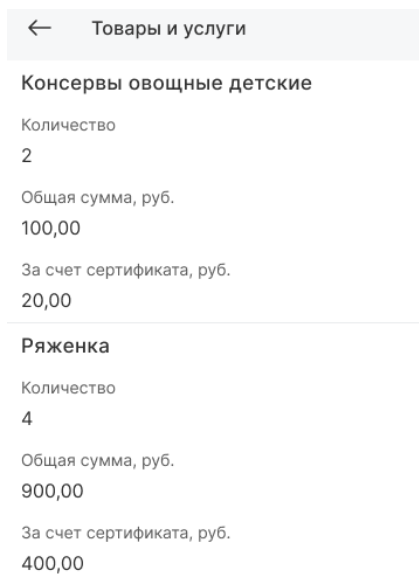 Товары и услуги
Консервы овощные детские
Количество
2
Общая сумма, руб.
100,00
За счет сертификата, руб.
20,00
Ряженка
Количество
4
Общая сумма, руб.
900,00
За счет сертификата, руб.
400,00